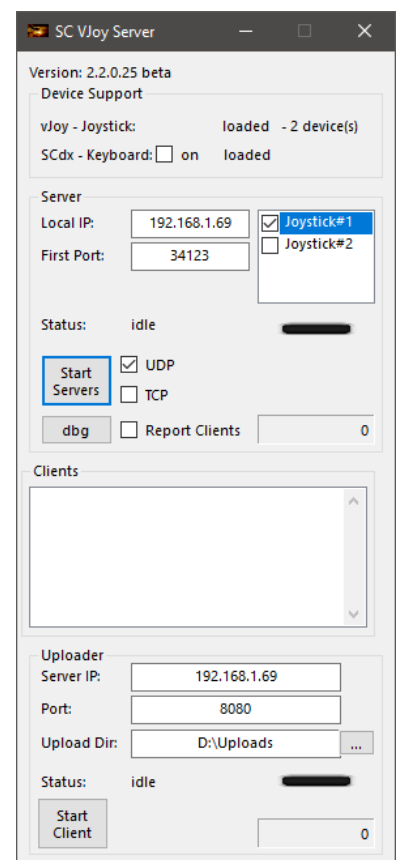 SC VJoy Server
Version: 2.2.0.25 beta
Device Support
vJoy - Joystick: loaded - 2 device(s)
SCdx - Keyboard: on loaded
Server
Local IP: 192.168.1.69 Joystick#1
Joystick#2
First Port: 34123
Status: idle
Start Servers
UDP
TCP
dbg Report Clients 0
Clients
Uploader
Server IP: 192.168.1.69
Port: 8080
Upload Dir: D:\Uploads ...
Status: idle
Start
Client
0